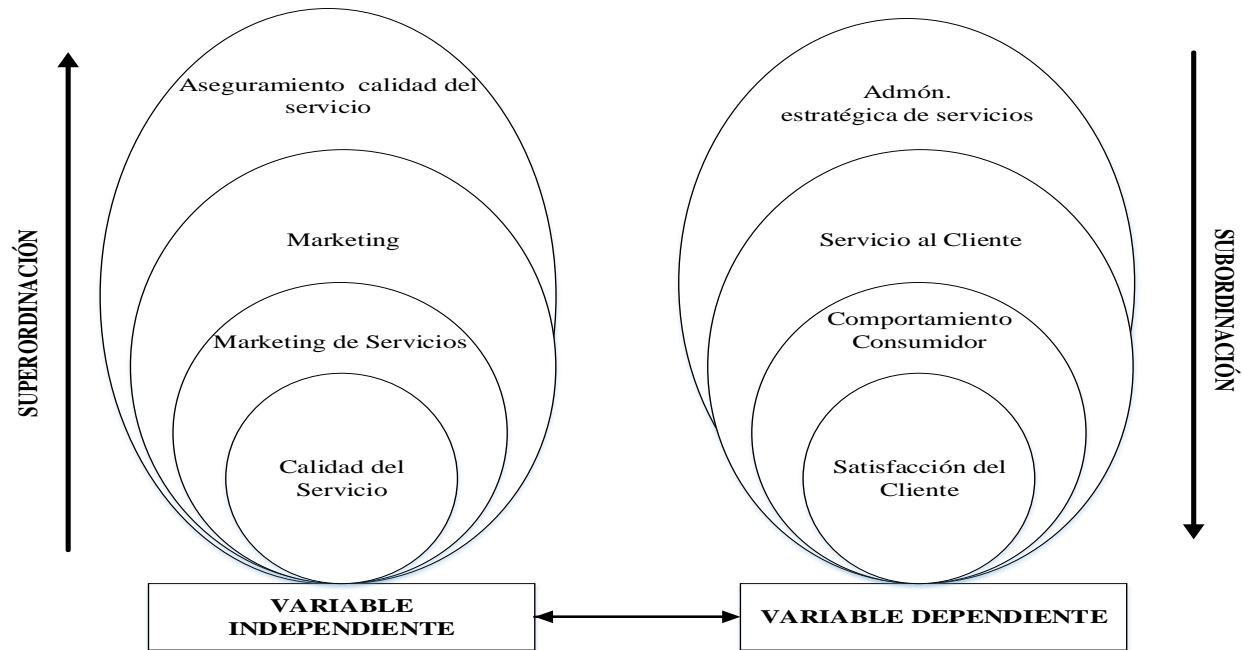 SUPERORDINACIÓN
Aseguramiento calidad del
servicio
Marketing
Marketing de Servicios
Calidad del
Servicio
VARIABLE
INDEPENDIENTE
Admón.
estratégica de servicios
Servicio al Cliente
Comportamiento
Consumidor
Satisfacción del
Cliente
VARIABLE DEPENDIENTE
SUBORDINACIÓN